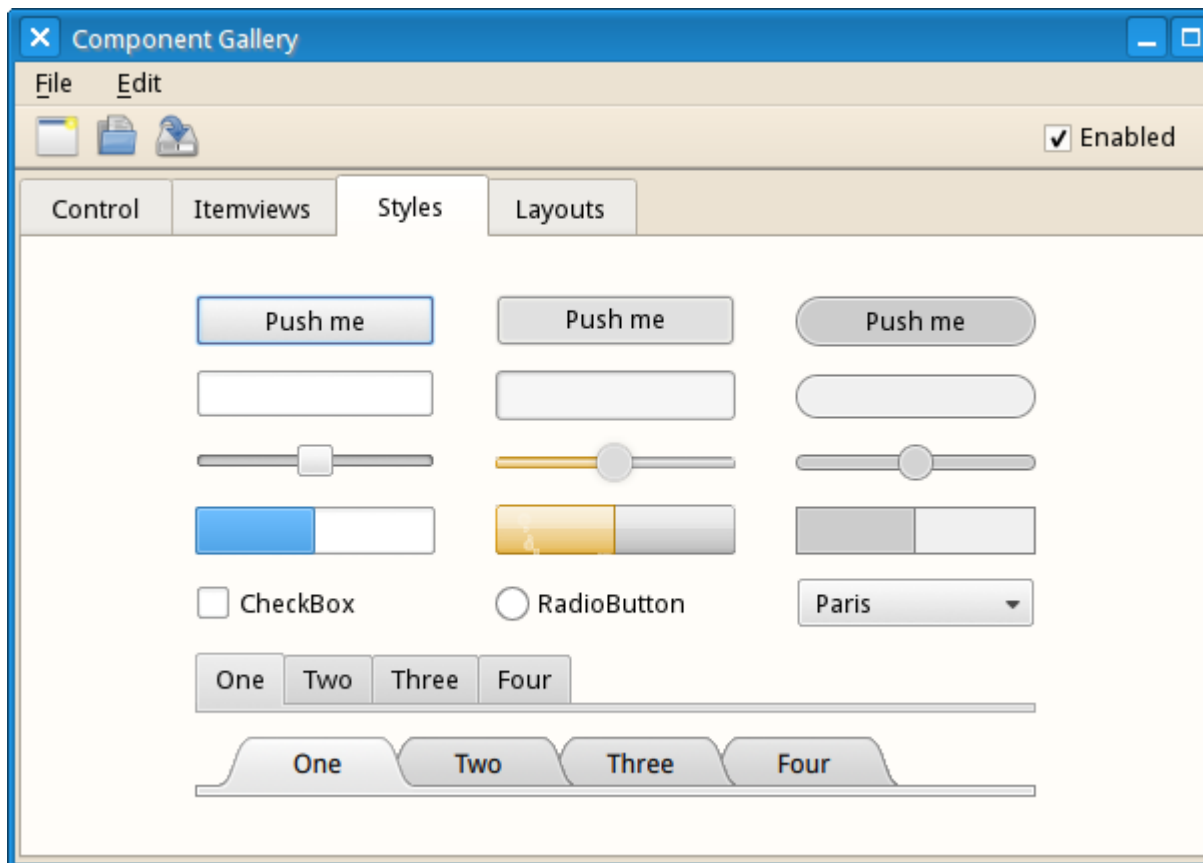 Component Gallery
File Edit
Enabled
Control Itemviews Styles Layouts
Push me Push me Push me
CheckBox RadioButton Paris
One Two Three Four
One Two Three Four